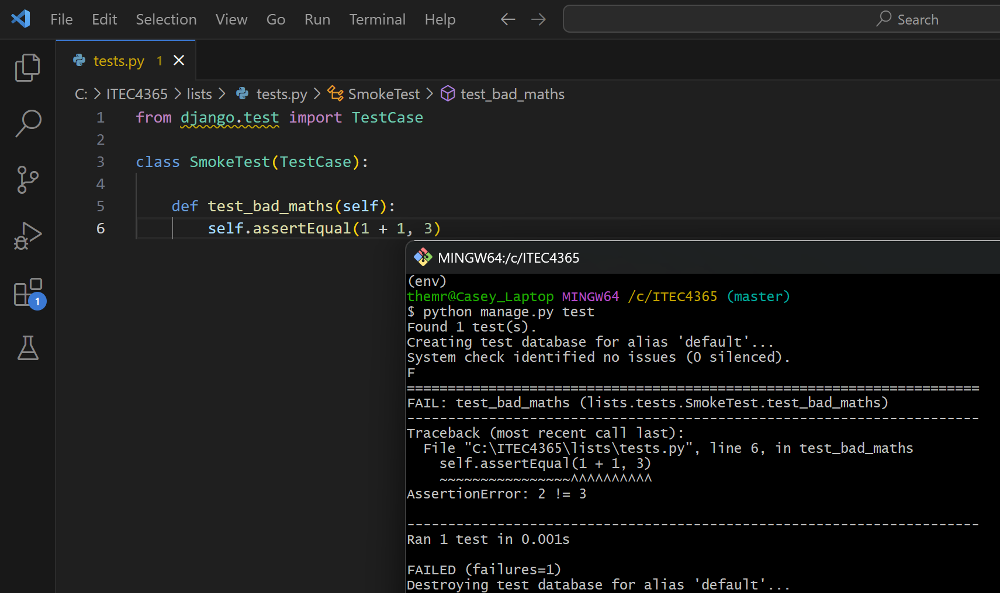 File Edit Selection View Go Run Terminal Help Search
tests.py 1
C: > ITEC4365 > lists > tests.py > SmokeTest > test_bad_maths
1 from django.test import TestCase
2
3 class SmokeTest(TestCase):
4
5     def test_bad_maths(self):
6         self.assertEqual(1 + 1, 3)
1
MINGW64:/c/ITEC4365
(env)
themr@Casey_Laptop MINGW64 /c/ITEC4365 (master)
$ python manage.py test
Found 1 test(s).
Creating test database for alias 'default'...
System check identified no issues (0 silenced).
F
======================================================================
FAIL: test_bad_maths (lists.tests.SmokeTest.test_bad_maths)
----------------------------------------------------------------------
Traceback (most recent call last):
  File "C:\ITEC4365\lists\tests.py", line 6, in test_bad_maths
    self.assertEqual(1 + 1, 3)
    ~~~~~~~~~~~~~~~~^^^^^^^^^^
AssertionError: 2 != 3
----------------------------------------------------------------------
Ran 1 test in 0.001s
FAILED (failures=1)
Destroying test database for alias 'default'...